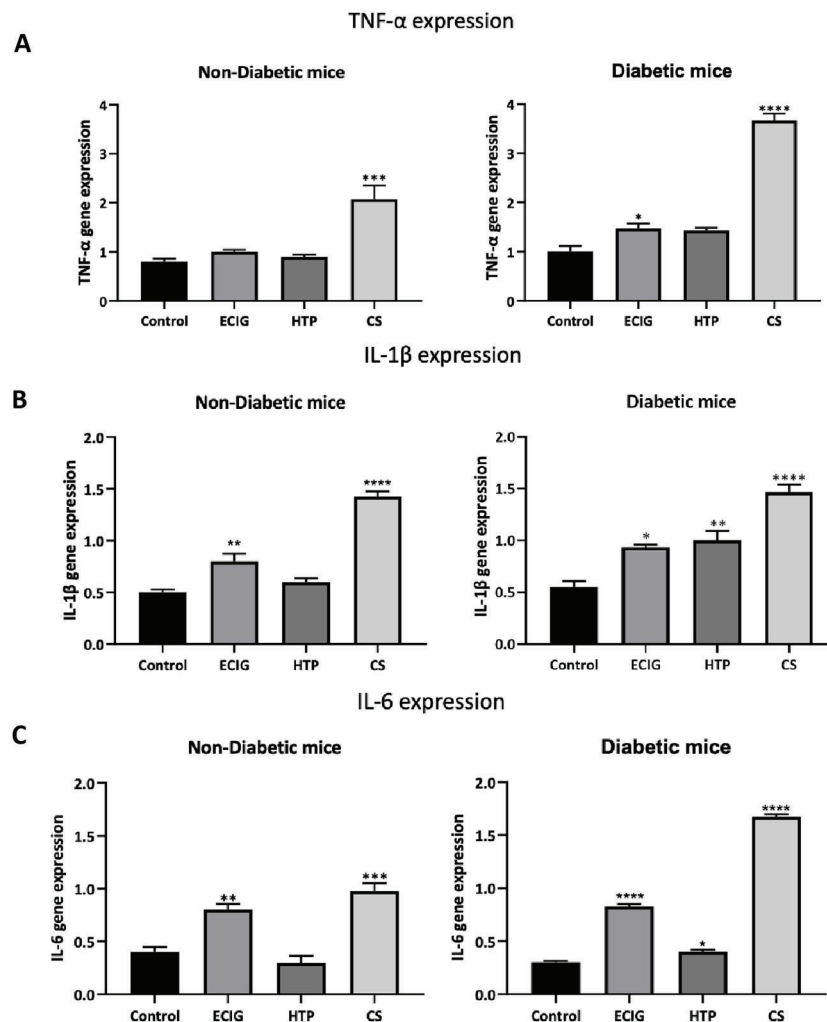 TNF-α expression
A
Non-Diabetic mice
Diabetic mice
TNF-α gene expression
4
3
2
1
0
***
Control ECIG HTP CS
TNF-α gene expression
4
3
2
1
0
*
****
Control ECIG HTP CS
IL-1β expression
B
Non-Diabetic mice
Diabetic mice
IL-1β gene expression
2.0
1.5
1.0
0.5
0.0
**
****
Control ECIG HTP CS
IL-1β gene expression
2.0
1.5
1.0
0.5
0.0
*
**
****
Control ECIG HTP CS
IL-6 expression
C
Non-Diabetic mice
Diabetic mice
IL-6 gene expression
2.0
1.5
1.0
0.5
0.0
**
***
Control ECIG HTP CS
IL-6 gene expression
2.0
1.5
1.0
0.5
0.0
****
*
****
Control ECIG HTP CS